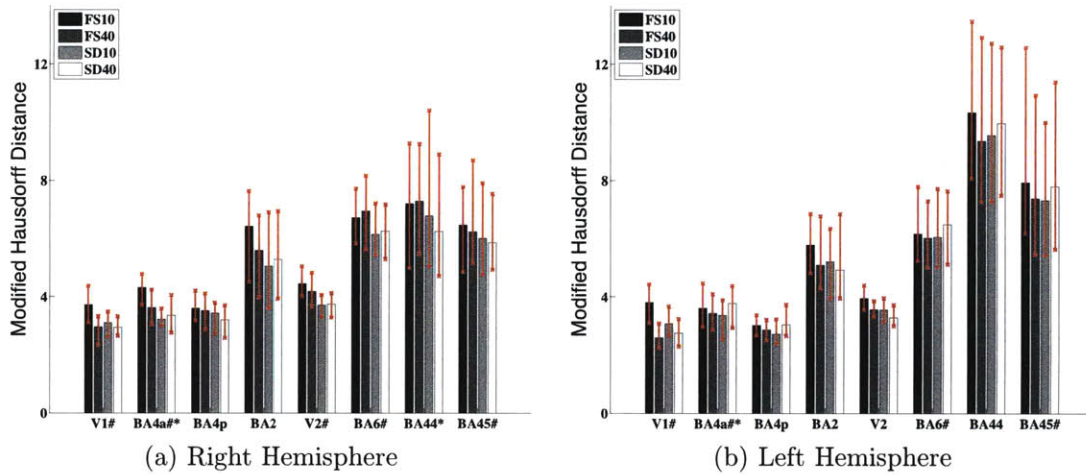 FS10
FS40
SD10
SD40
Modified Hausdorff Distance
12
8
4
0
V1# BA4a#* BA4p BA2 V2# BA6# BA44* BA45#
(a) Right Hemisphere
FS10
FS40
SD10
SD40
Modified Hausdorff Distance
12
8
4
0
V1# BA4a#* BA4p BA2 V2 BA6# BA44 BA45#
(b) Left Hemisphere